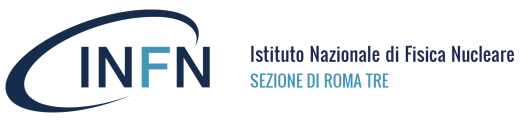 INFN
Istituto Nazionale di Fisica Nucleare
SEZIONE DI ROMA TRE